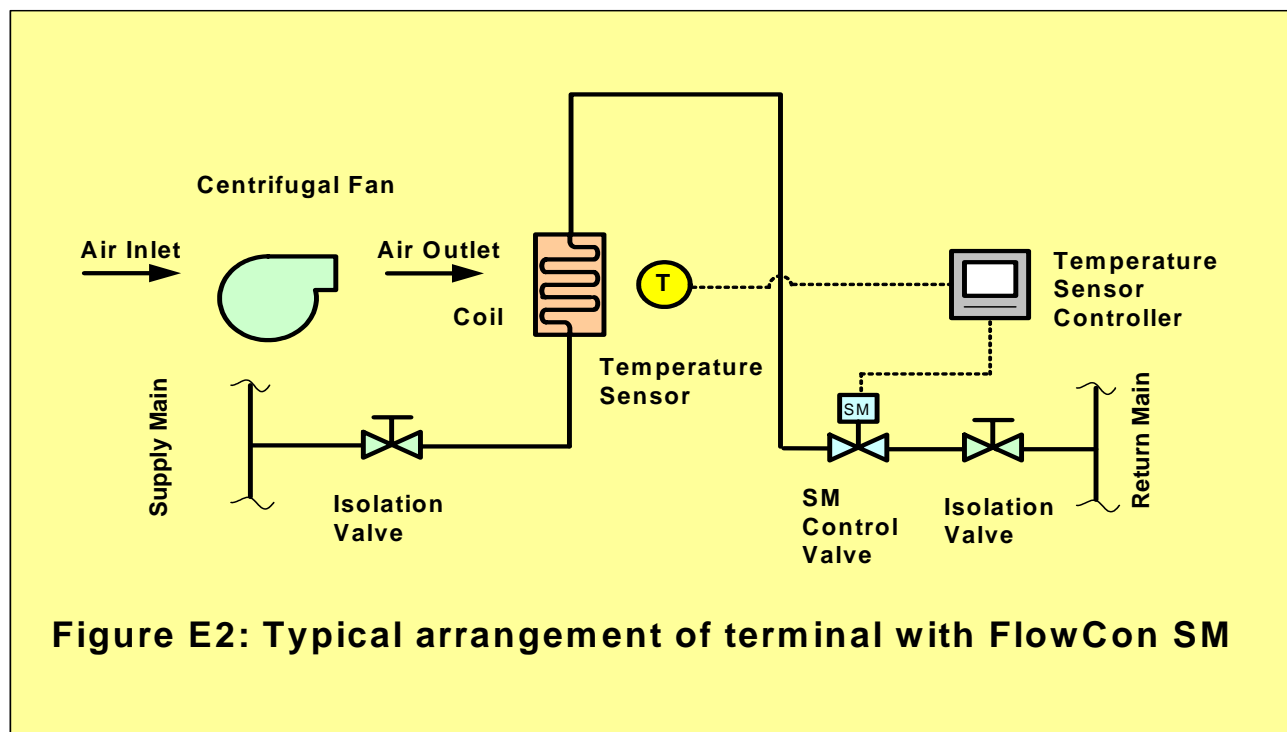 Centrifugal Fan
Air Inlet
Air Outlet
Coil
T
Temperature
Sensor
Temperature
Sensor
Controller
Supply Main
Isolation
Valve
SM
SM
Control
Valve
Isolation
Valve
Return Main
Figure E2: Typical arrangement of terminal with FlowCon SM